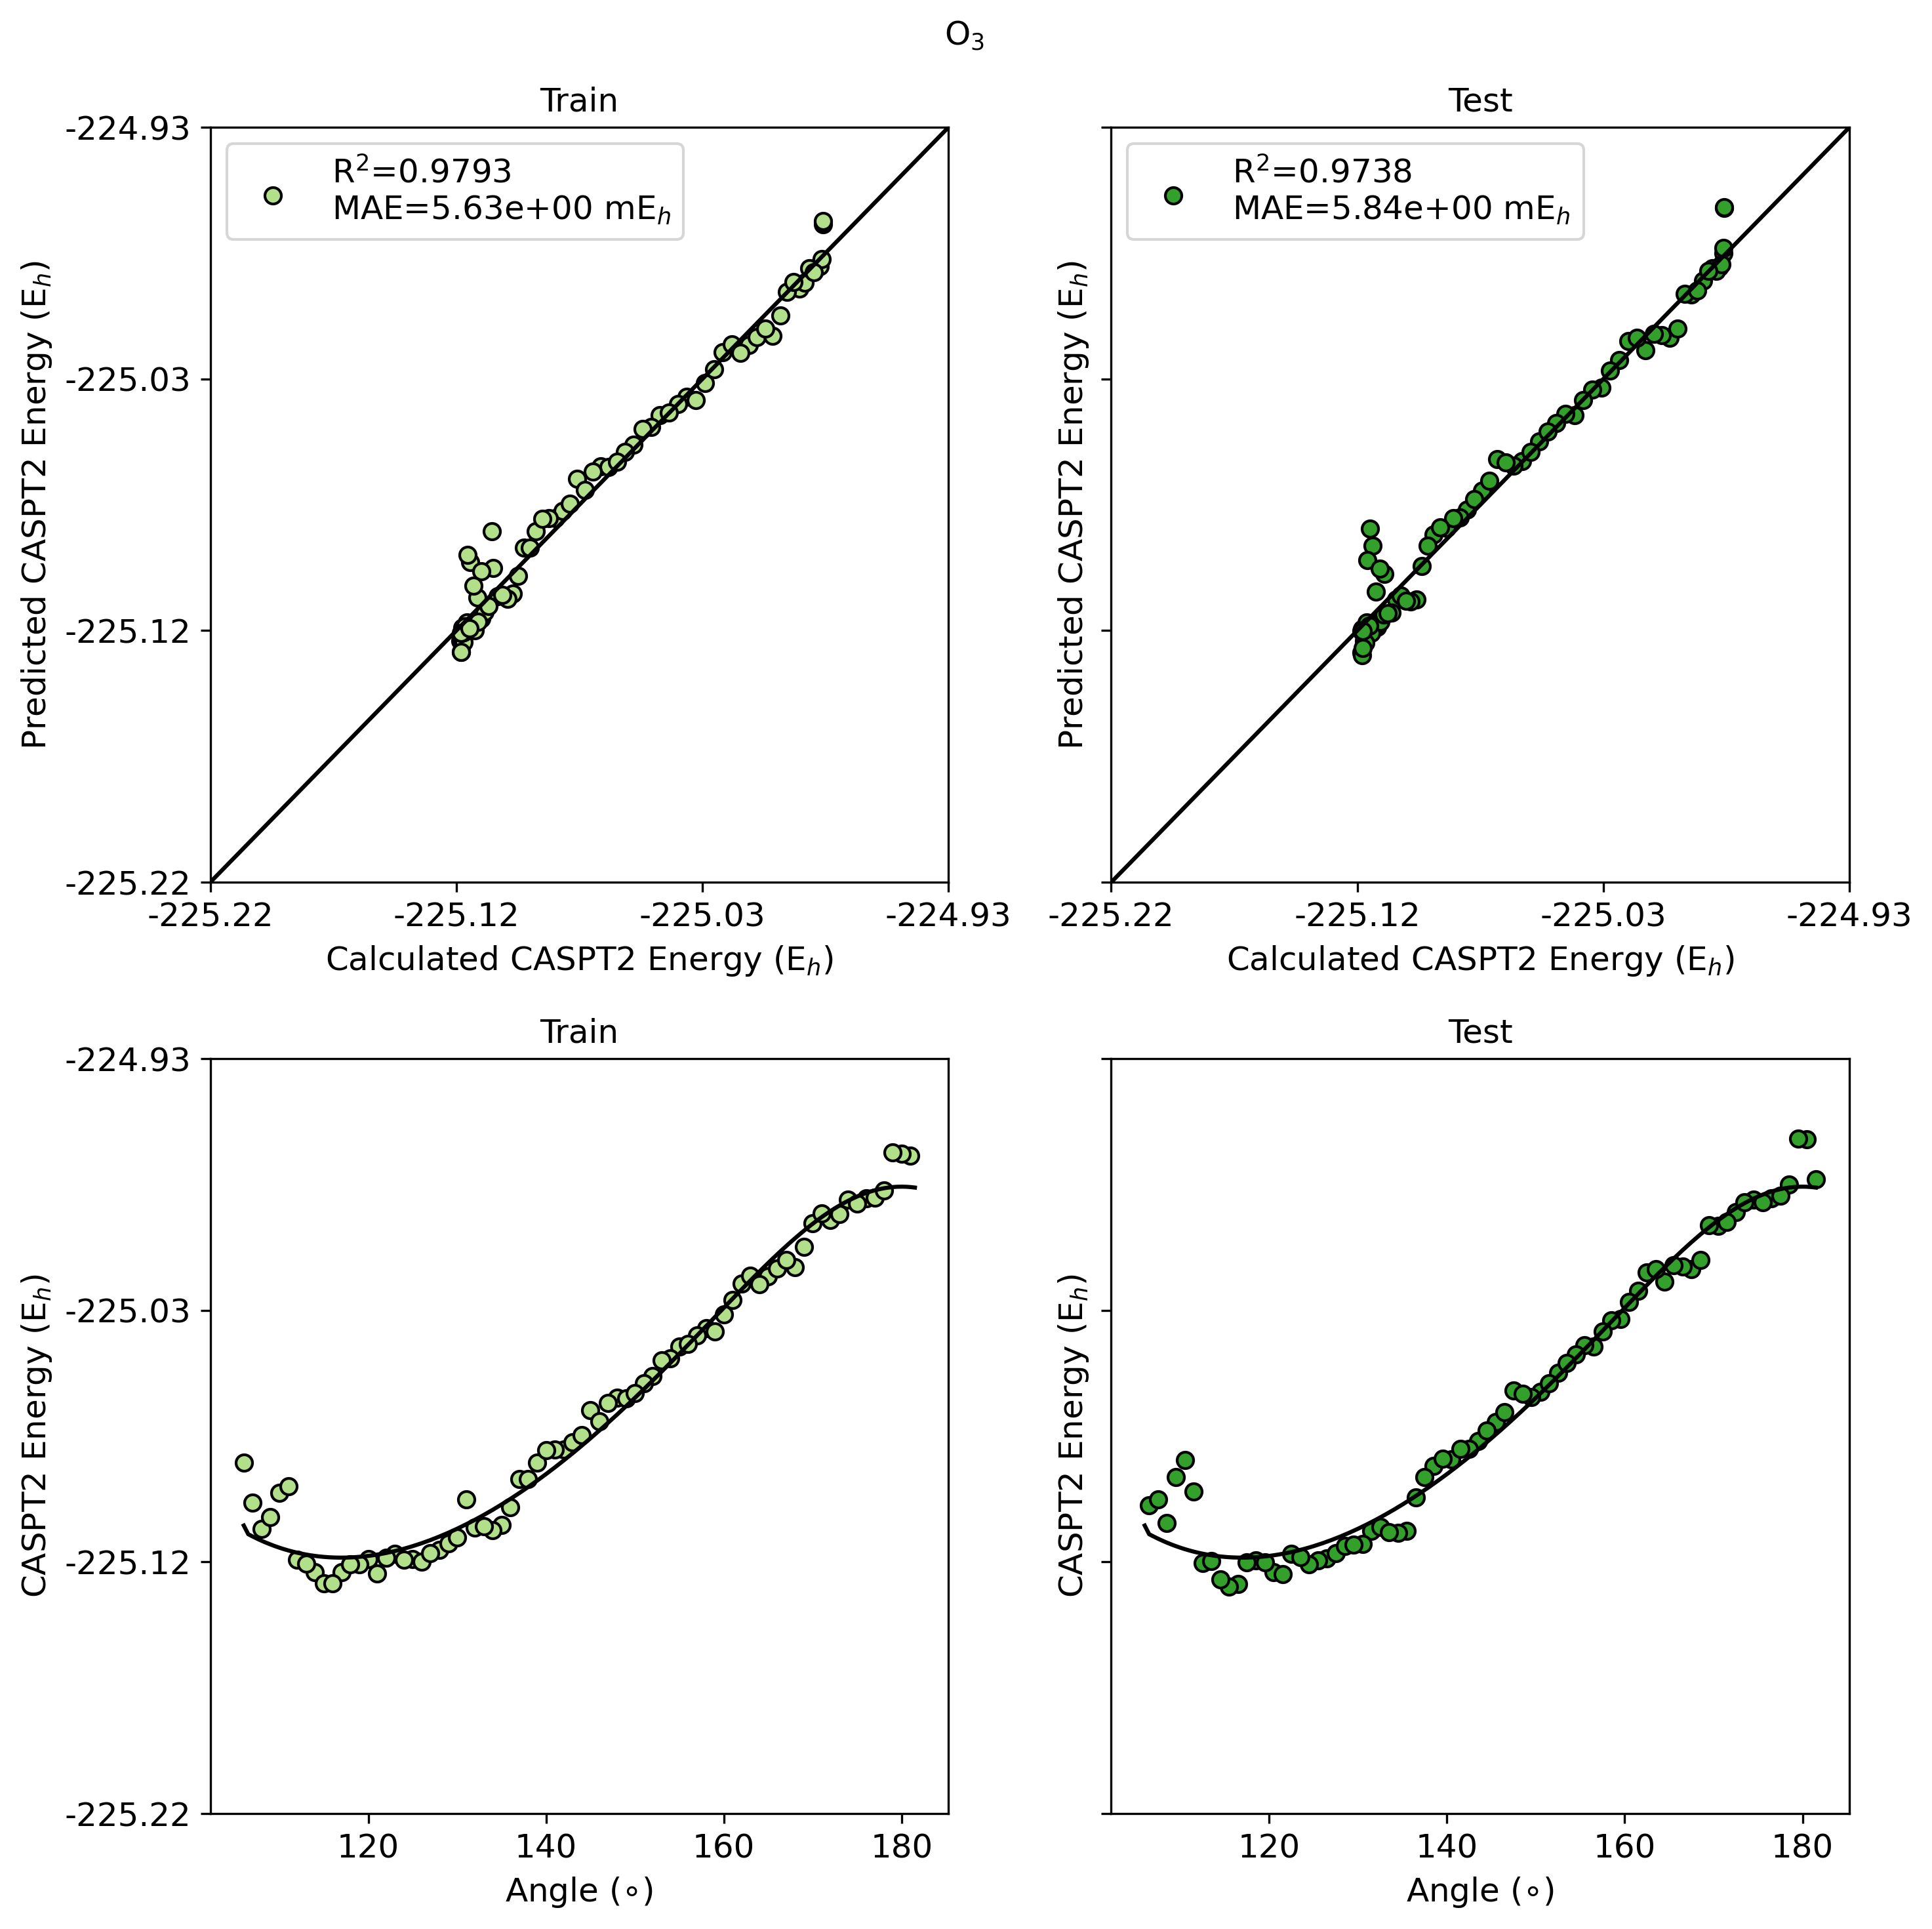 O₃
Train
Test
-224.93
-225.03
-225.12
-225.22
Predicted CASPT2 Energy (Eₕ)
R²=0.9793
MAE=5.63e+00 mEₕ
-225.22 -225.12 -225.03 -224.93
Calculated CASPT2 Energy (Eₕ)
Predicted CASPT2 Energy (Eₕ)
R²=0.9738
MAE=5.84e+00 mEₕ
-225.22 -225.12 -225.03 -224.93
Calculated CASPT2 Energy (Eₕ)
Train
Test
-224.93
-225.03
-225.12
-225.22
CASPT2 Energy (Eₕ)
120 140 160 180
Angle (∘)
CASPT2 Energy (Eₕ)
120 140 160 180
Angle (∘)